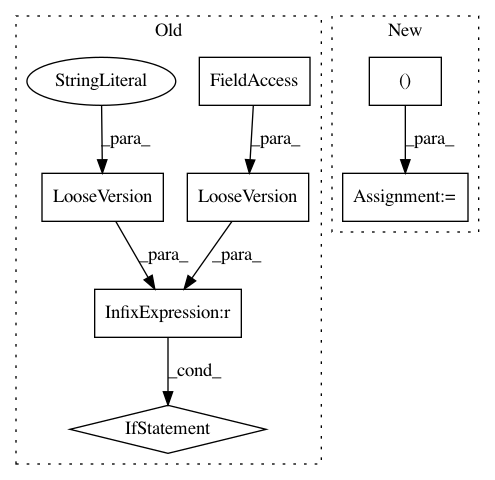 Old
New
StringLiteral
FieldAccess
()
_para_
_para_
_para_
LooseVersion
LooseVersion
Assignment:=
_para_
_para_
InfixExpression:r
_cond_
IfStatement